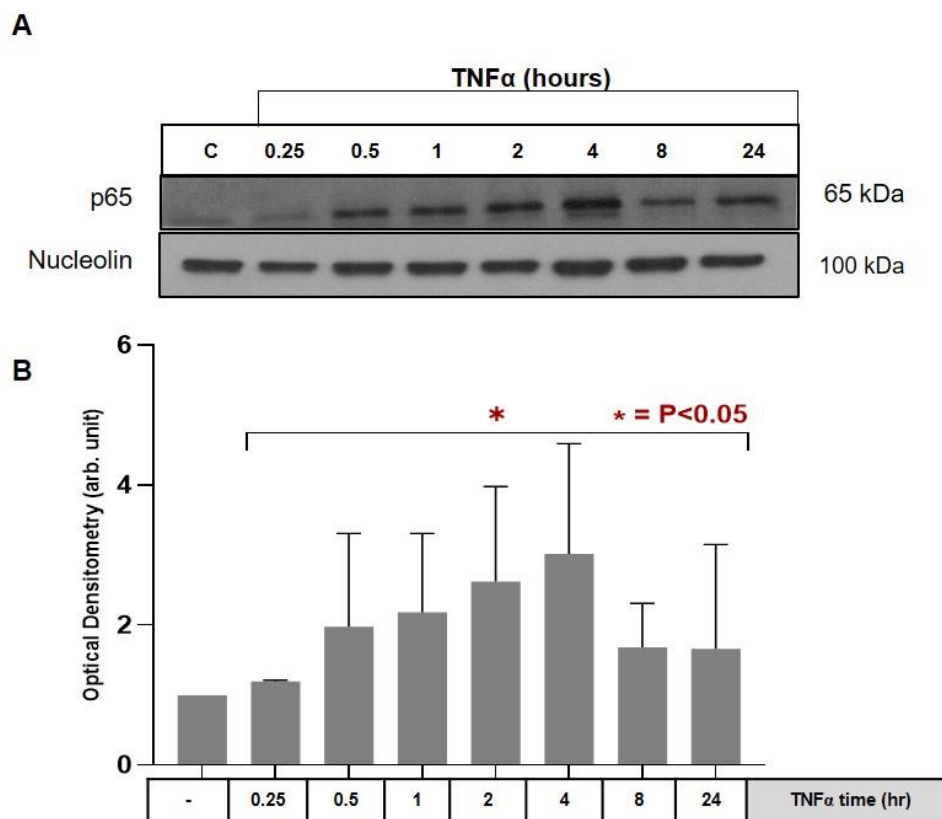 A
TNFα (hours)
C 0.25 0.5 1 2 4 8 24
p65 65 kDa
Nucleolin 100 kDa
B
6
* * = P<0.05
4
2
0
Optical Densitometry (arb. unit)
- 0.25 0.5 1 2 4 8 24 TNFα time (hr)